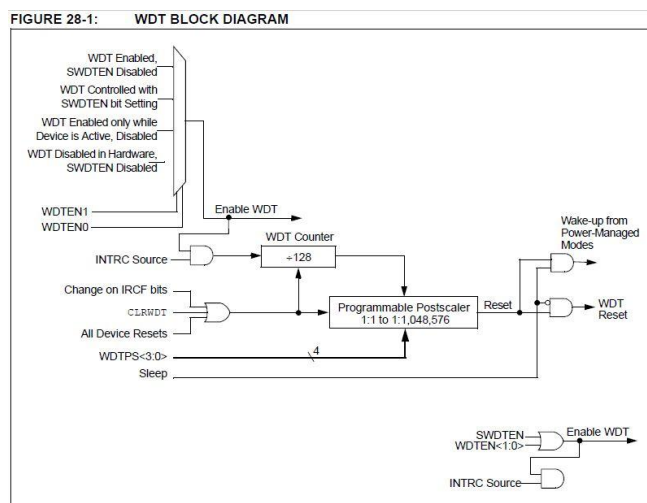 FIGURE 28-1: WDT BLOCK DIAGRAM
WDT Enabled,
SWDTEN Disabled
WDT Controlled with
SWDTEN bit Setting
WDT Enabled only while
Device is Active, Disabled
WDT Disabled in Hardware,
SWDTEN Disabled
WDTEN1
WDTEN0
Enable WDT
WDT Counter
÷128
INTRC Source
Wake-up from
Power-Managed
Modes
Change on IRCF bits
CLRWDT
All Device Resets
Programmable Postscaler
1:1 to 1:1,048,576
Reset
WDT
Reset
WDTPS<3:0>
4
Sleep
SWDTEN
WDTEN<1:0>
Enable WDT
INTRC Source